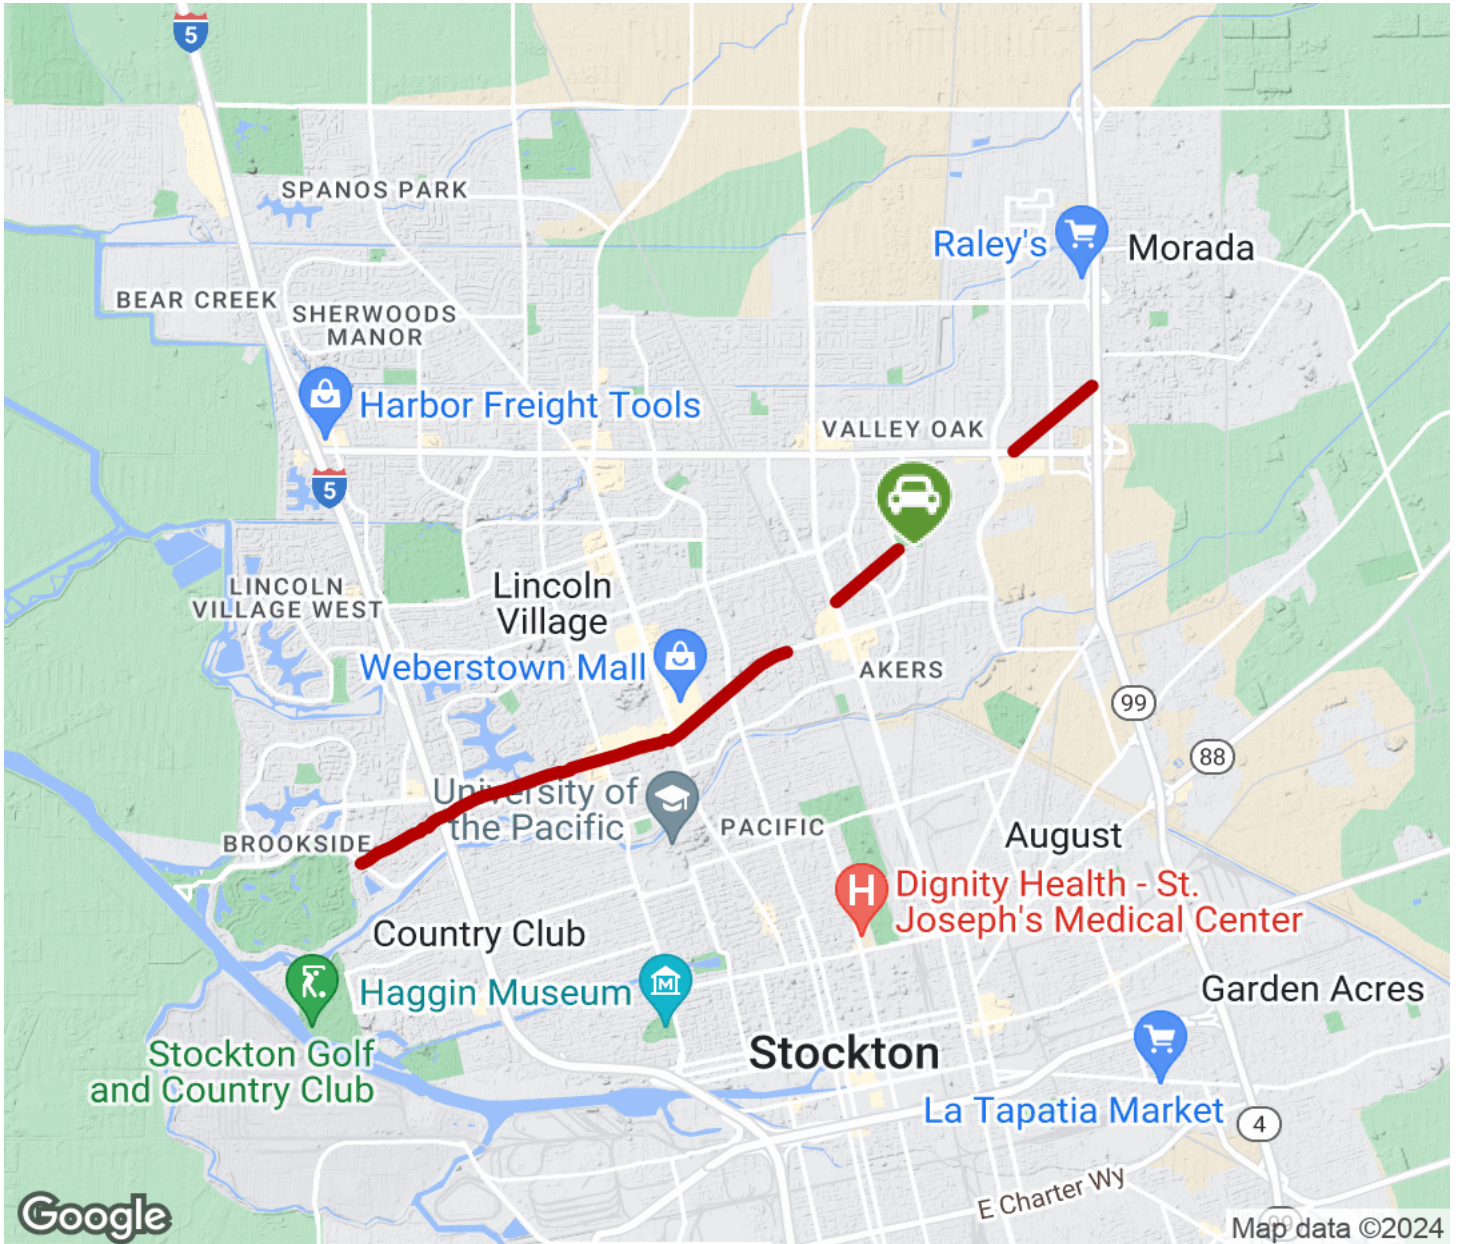 5
SPANOS PARK
Raley's
Morada
BEAR CREEK
SHERWOODS
MANOR
Harbor Freight Tools
VALLEY OAK
5
LINCOLN
VILLAGE WEST
Lincoln
Village
Weberstown Mall
AKERS
99
88
University of
the Pacific
PACIFIC
August
BROOKSIDE
H
Dignity Health - St.
Joseph's Medical Center
Country Club
Haggin Museum
M
Garden Acres
Stockton
Stockton Golf
and Country Club
La Tapatia Market
4
E Charter Wy
99
Google
Map data ©2024